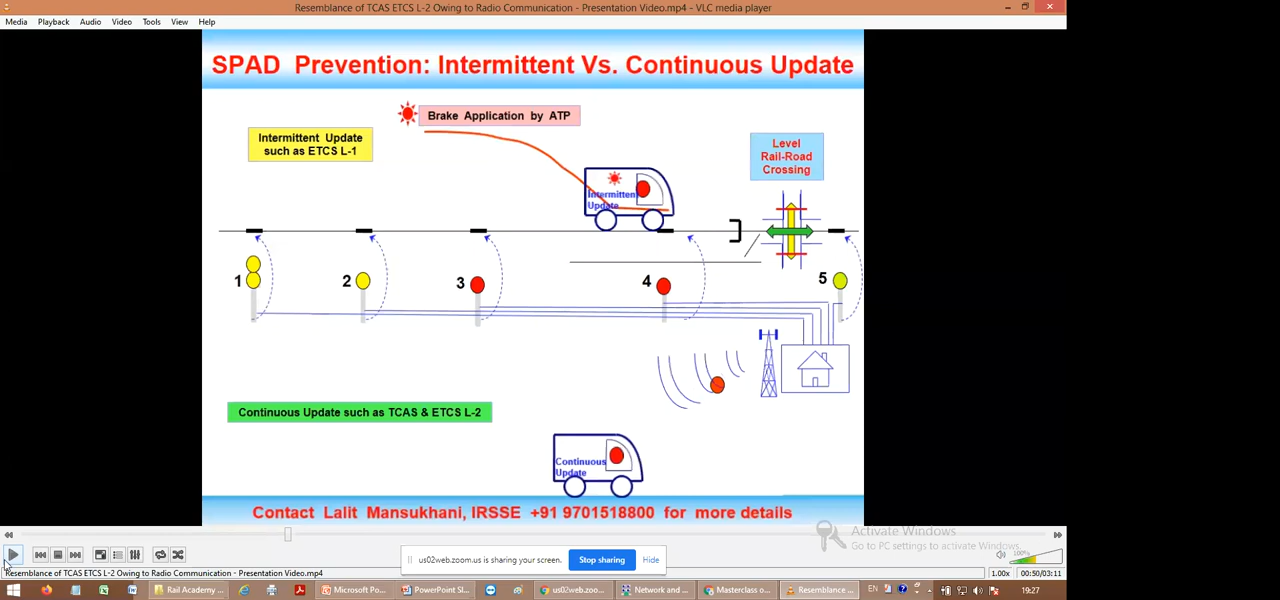 Resemblance of TCAS ETCS L-2 Owing to Radio Communication - Presentation Video.mp4 - VLC media player
Media Playback Audio Video Tools View Help
SPAD Prevention: Intermittent Vs. Continuous Update
Brake Application by ATP
Intermittent Update
such as ETCS L-1
Level
Rail-Road
Crossing
Intermittent
Update
1 2 3 4 5
Continuous Update such as TCAS & ETCS L-2
Continuous
Update
Contact Lalit Mansukhani, IRSSE +91 9701518800 for more details
Activate Windows
Go to PC settings to activate Windows.
us02web.zoom.us is sharing your screen. Stop sharing Hide
100%
Resemblance of TCAS ETCS L-2 Owing to Radio Communication - Presentation Video.mp4 1.00x 00:50/03:11
Rail Academy ... Microsoft Po... PowerPoint Sl... us02web.zoo... Network and ... Masterclass o... Resemblance ... EN 19:27